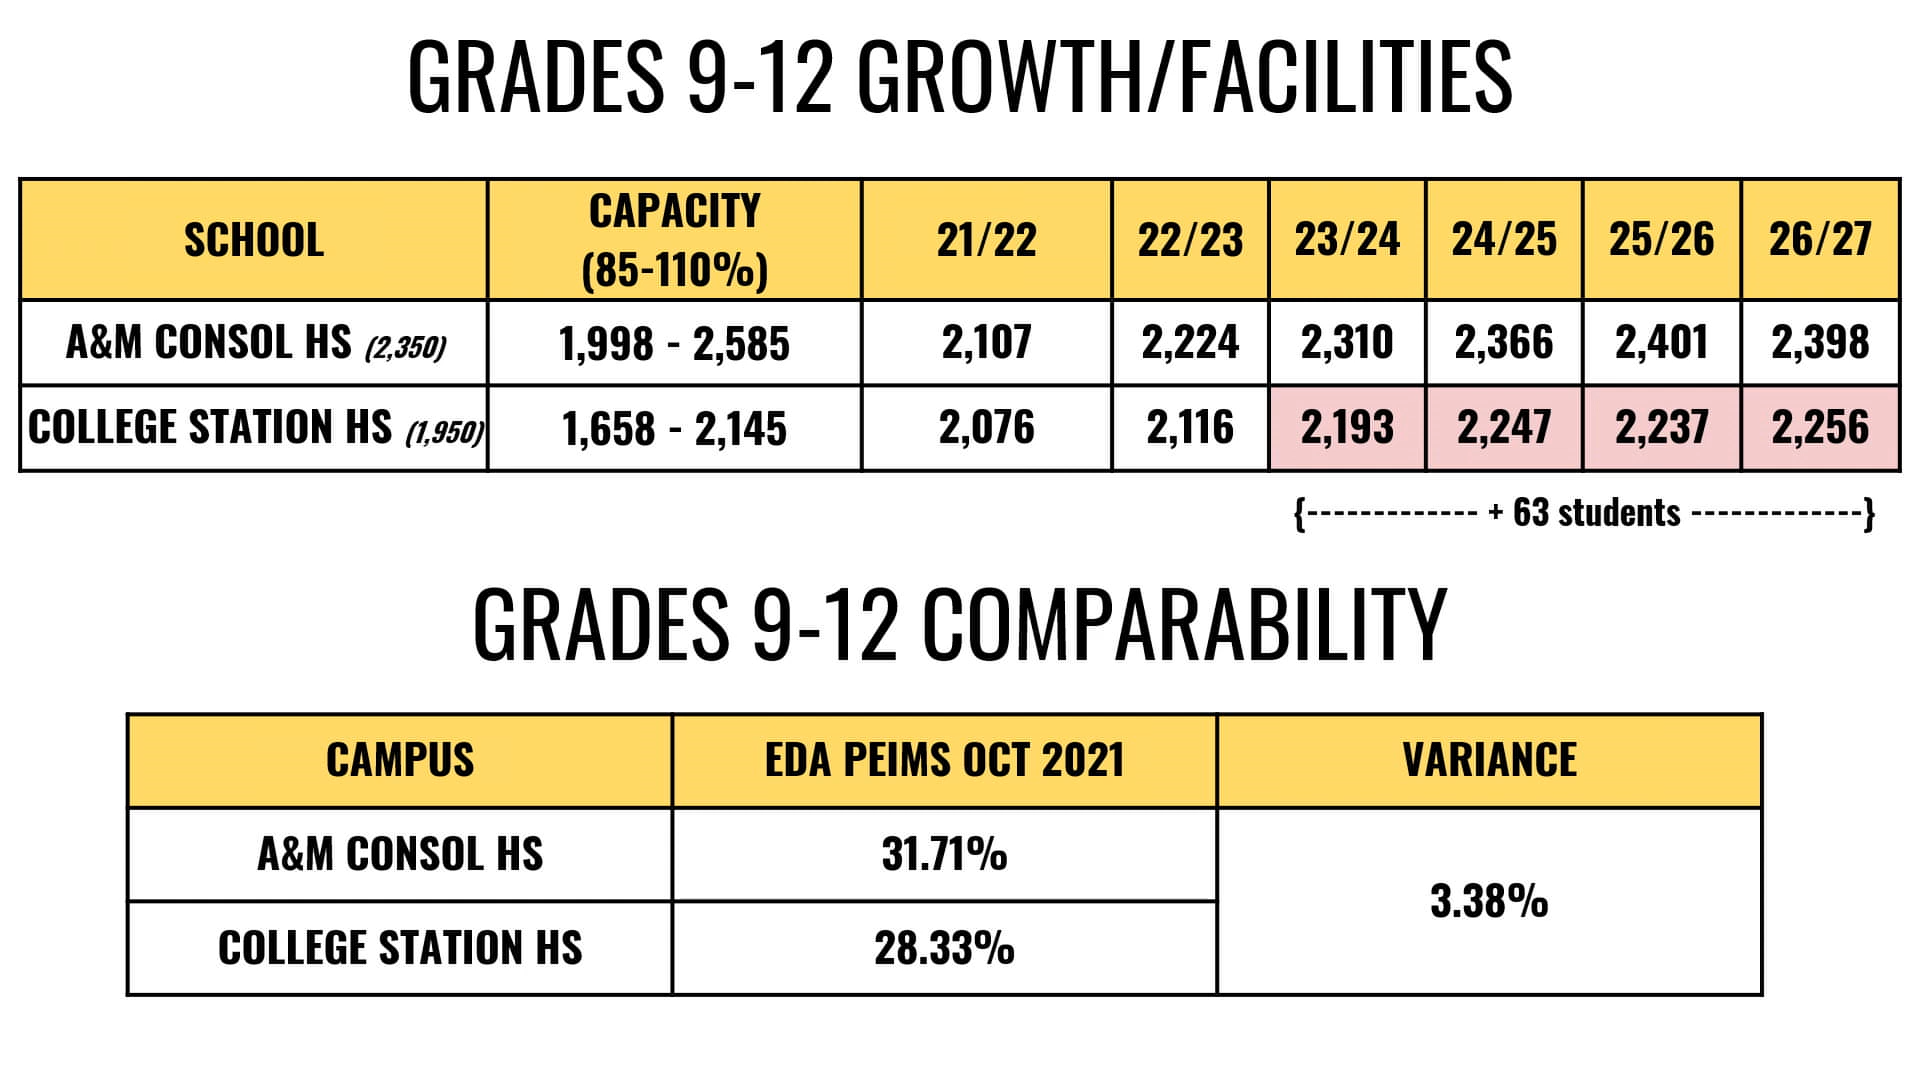 GRADES 9-12 GROWTH/FACILITIES
SCHOOL CAPACITY (85-110%) 21/22 22/23 23/24 24/25 25/26 26/27
A&M CONSOL HS (2,350) 1,998 - 2,585 2,107 2,224 2,310 2,366 2,401 2,398
COLLEGE STATION HS (1,950) 1,658 - 2,145 2,076 2,116 2,193 2,247 2,237 2,256
{------------- + 63 students -------------}
GRADES 9-12 COMPARABILITY
CAMPUS EDA PEIMS OCT 2021 VARIANCE
A&M CONSOL HS 31.71%
3.38%
COLLEGE STATION HS 28.33%